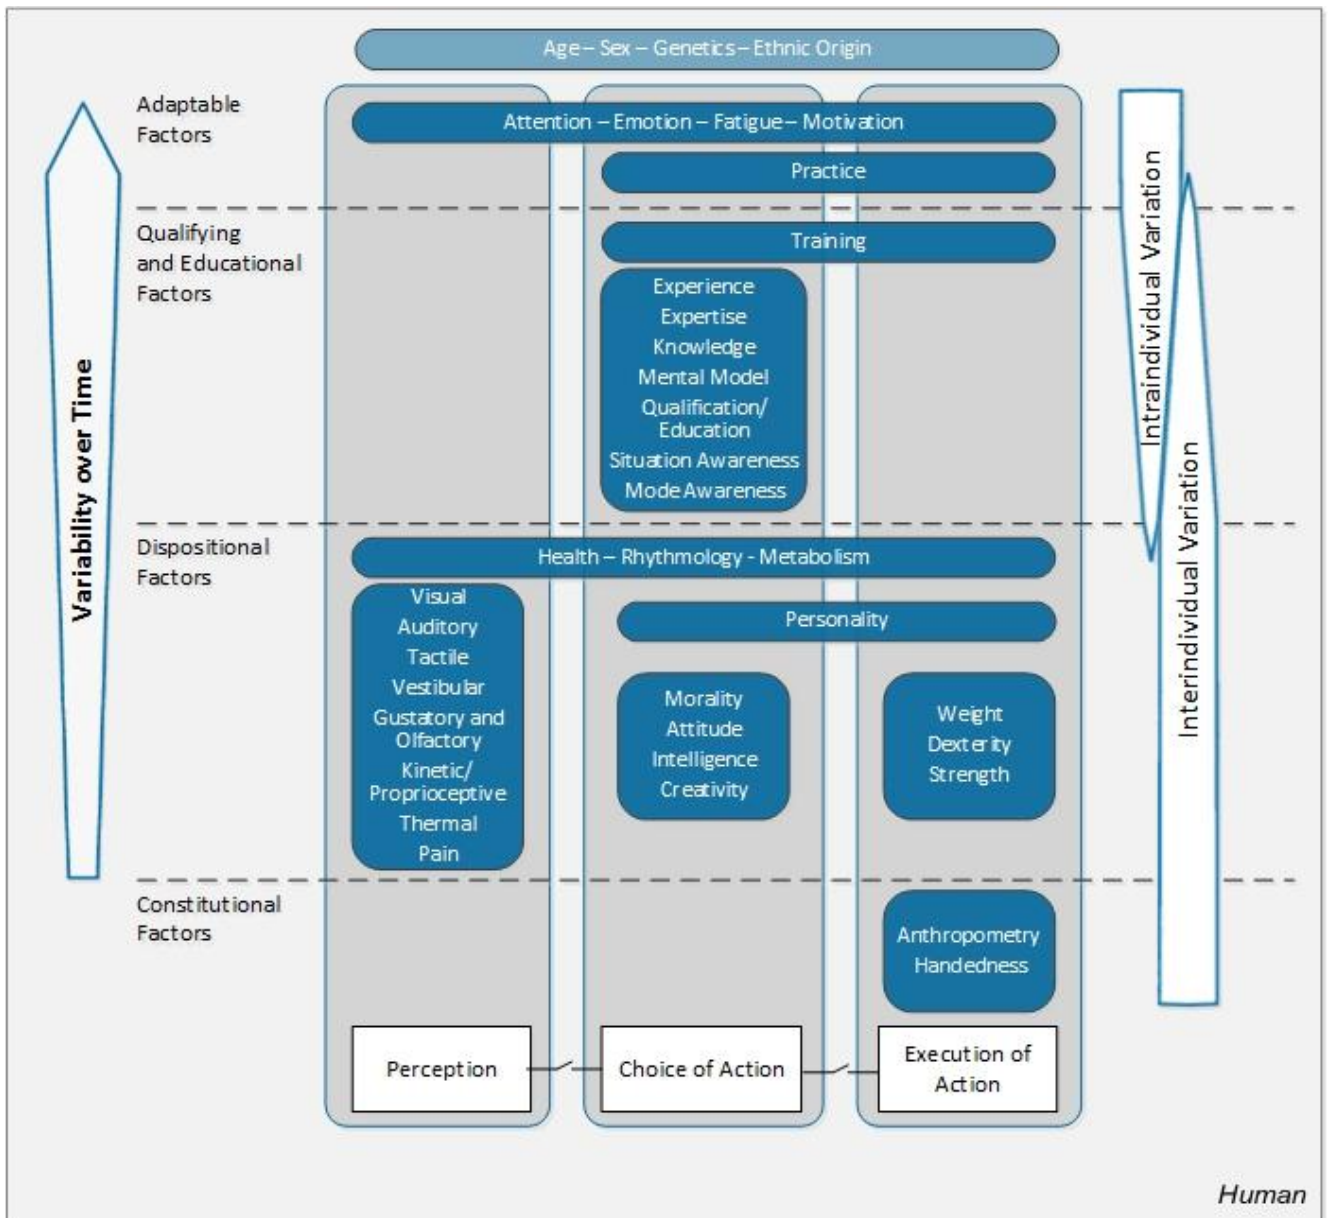 Age – Sex – Genetics – Ethnic Origin
Adaptable
Factors
Attention – Emotion – Fatigue – Motivation
Practice
Qualifying
and Educational
Factors
Training
Experience
Expertise
Knowledge
Mental Model
Qualification/
Education
Situation Awareness
Mode Awareness
Dispositional
Factors
Health – Rhythmology - Metabolism
Visual
Auditory
Tactile
Vestibular
Gustatory and
Olfactory
Kinetic/
Proprioceptive
Thermal
Pain
Personality
Morality
Attitude
Intelligence
Creativity
Weight
Dexterity
Strength
Constitutional
Factors
Anthropometry
Handedness
Perception
Choice of Action
Execution of
Action
Variability over Time
Intraindividual Variation
Interindividual Variation
Human